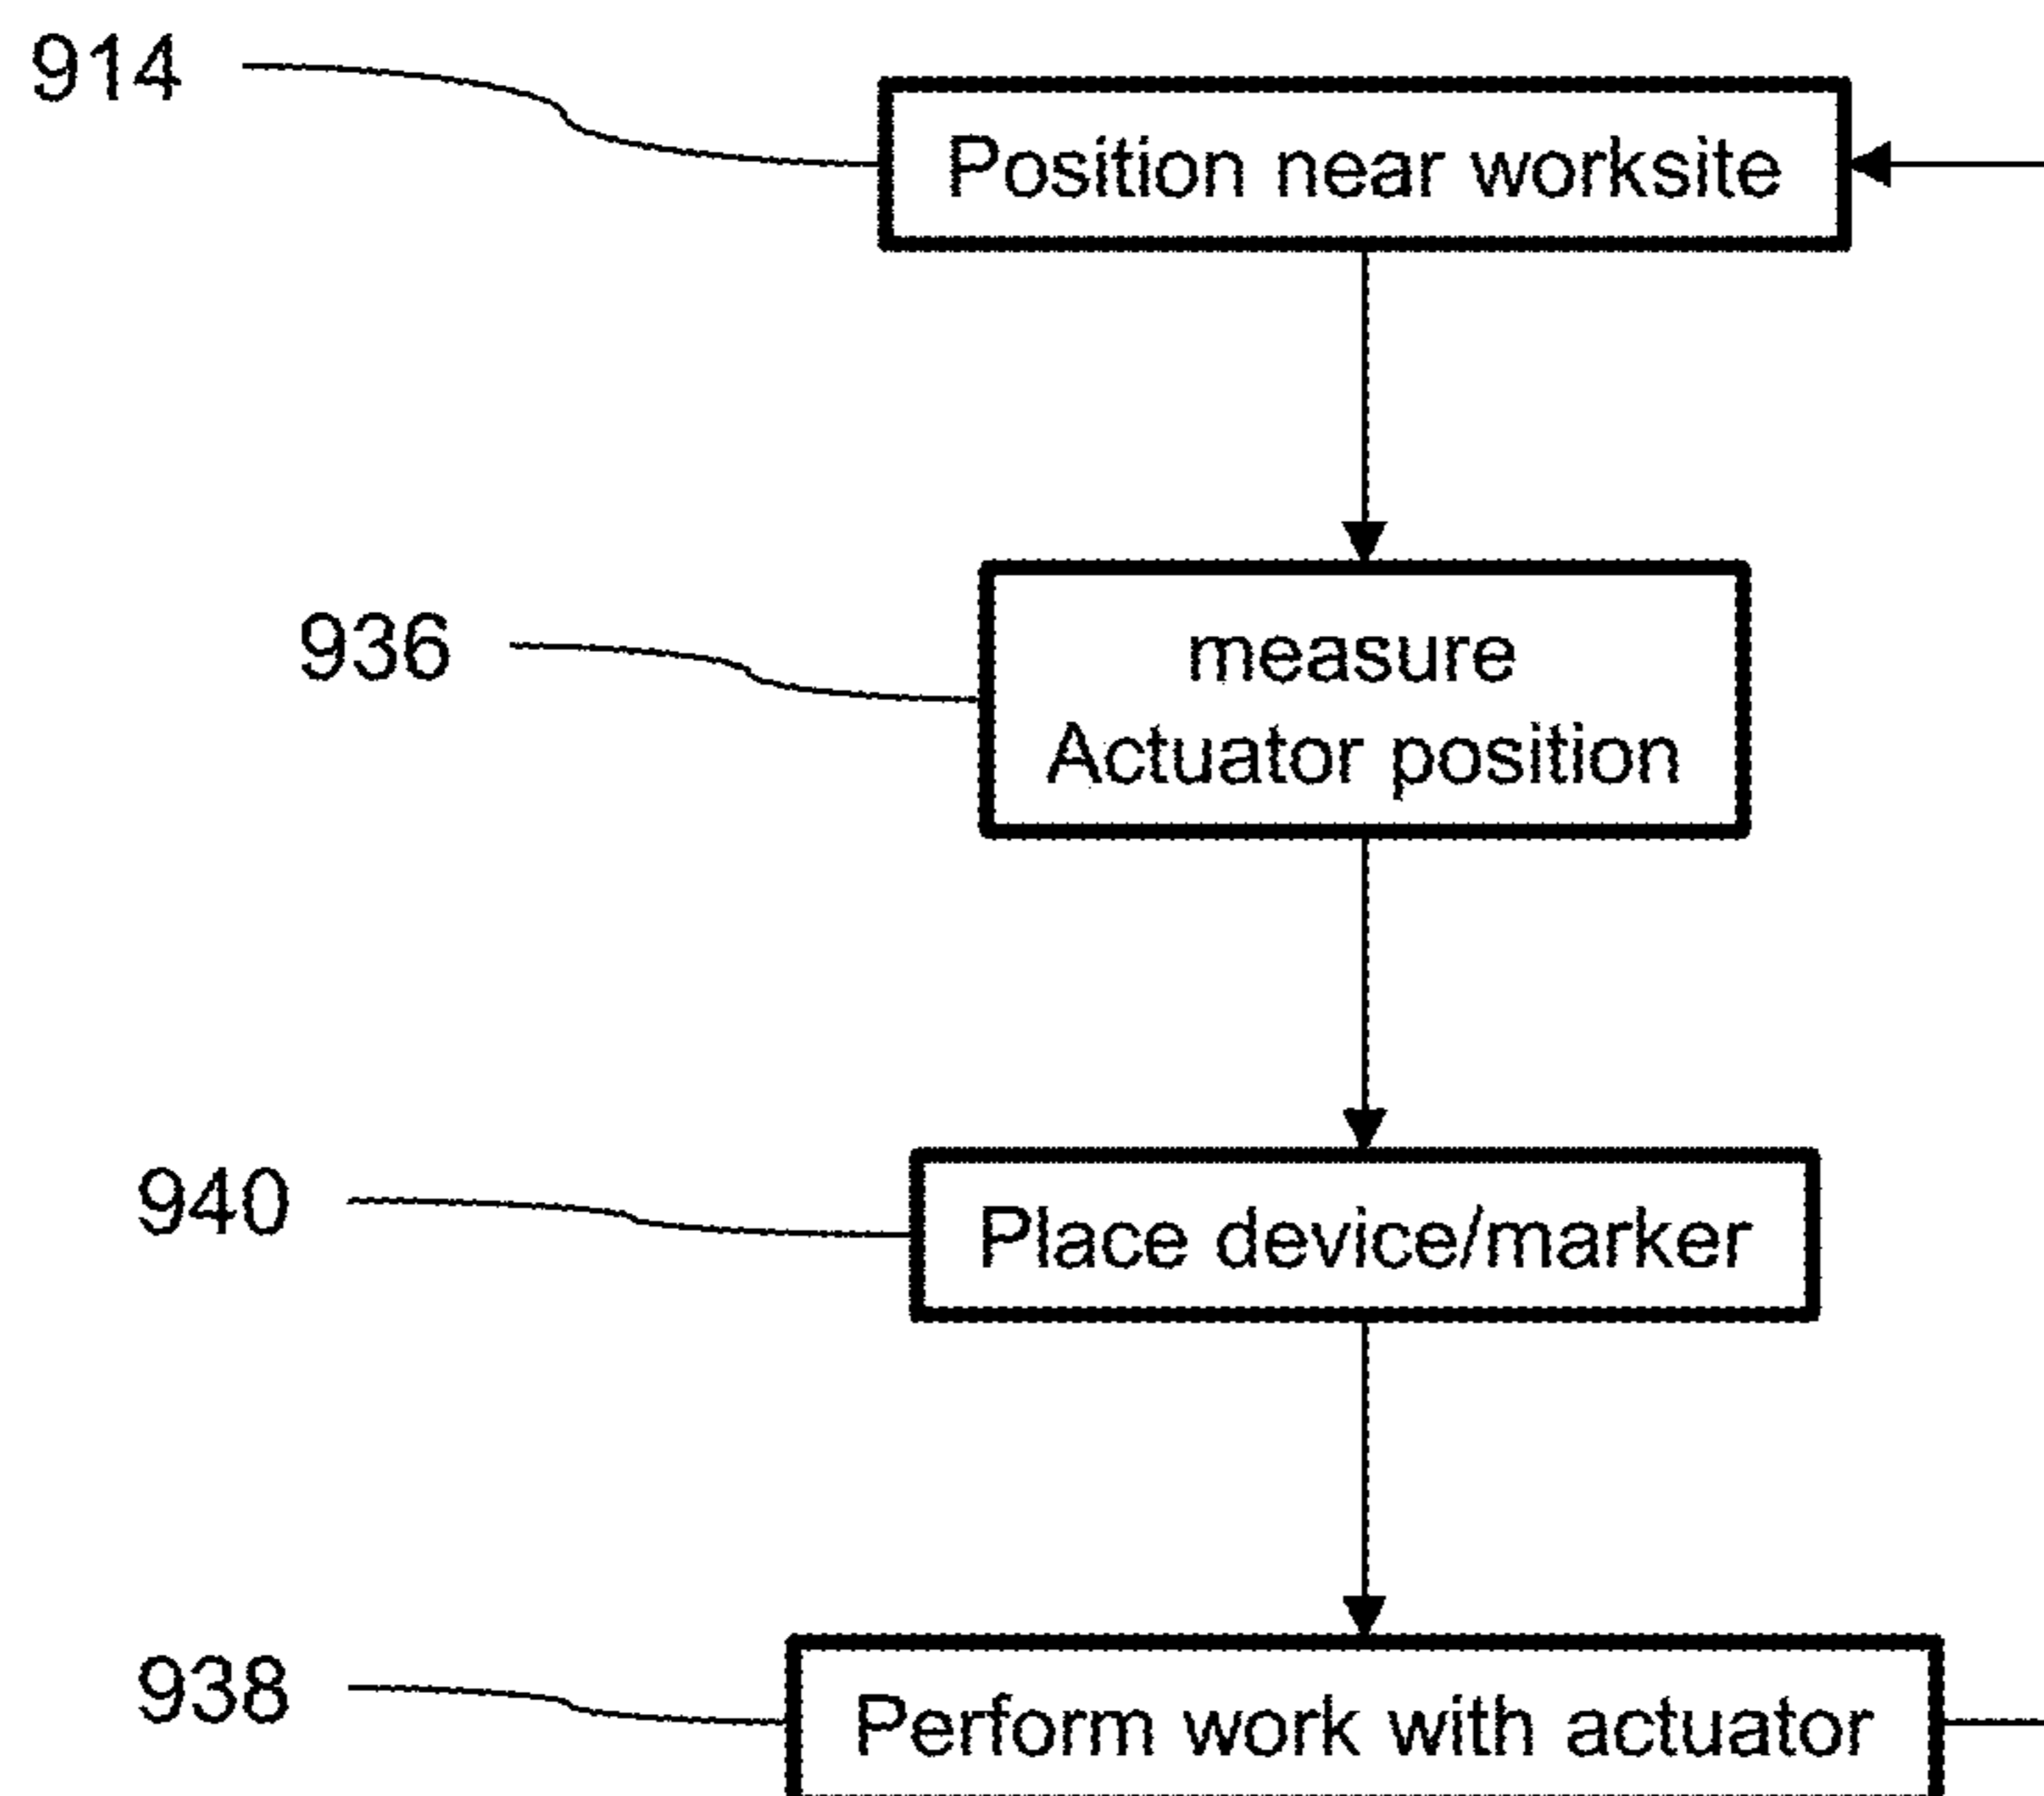 914
Position near worksite
936
measure
Actuator position
940
Place device/marker
938
Perform work with actuator